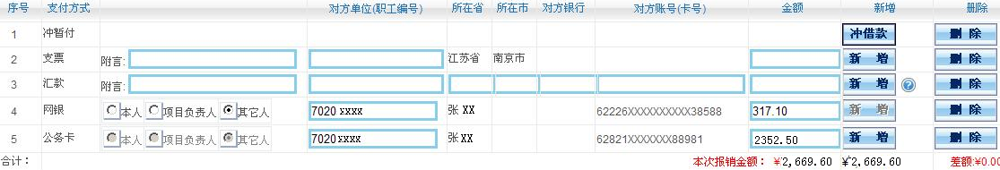 序号 支付方式 对方单位(职工编号) 所在省 所在市 对方银行 对方账号(卡号) 金额 新增 删除
1 冲暂付 冲借款 删 除
2 支票 附言: 江苏省 南京市 新 增 删 除
3 汇款 附言: 新 增 ? 删 除
4 网银 本人 项目负责人 其它人 7020 xxxx 张 XX 62226XXXXXXXXXX38588 317.10 新 增 删 除
5 公务卡 本人 项目负责人 其它人 7020 xxxx 张 XX 62821XXXXXXX88981 2352.50 新 增 删 除
合计: 本次报销金额: ¥2,669.60 ¥2,669.60 差额:¥0.00